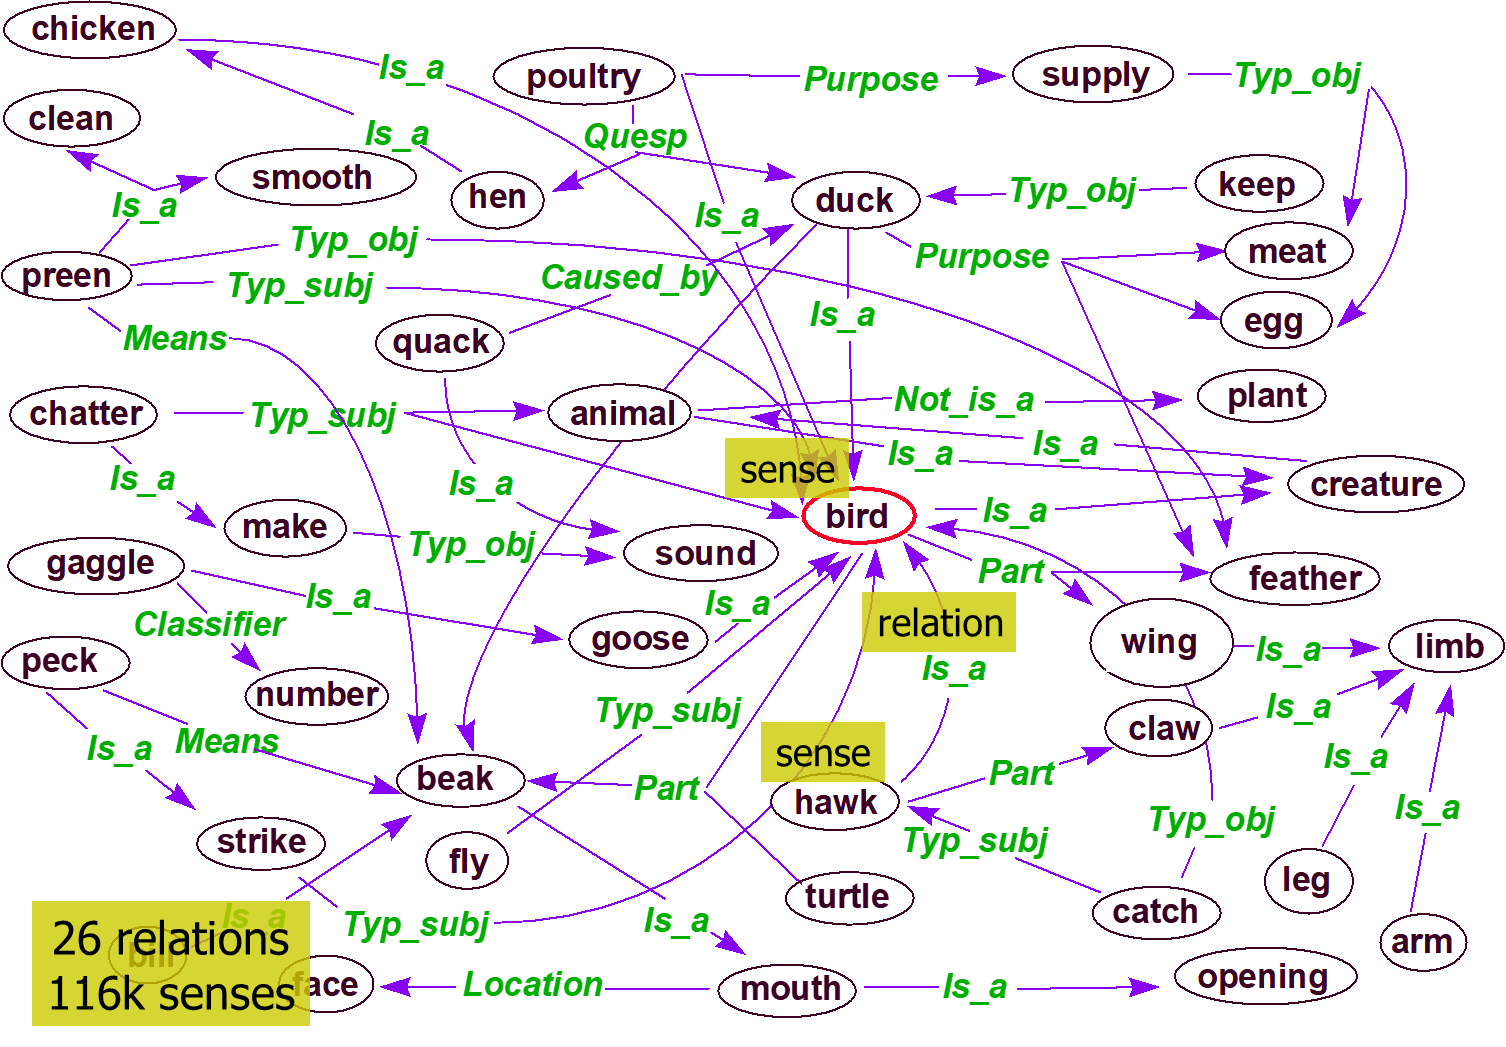 chicken
Is_a
poultry
Purpose
supply
Typ_obj
clean
Is_a
Quesp
smooth
hen
duck
Typ_obj
keep
Is_a
Is_a
Typ_obj
Purpose
meat
preen
Typ_subj
Caused_by
Means
quack
Is_a
egg
chatter
Typ_subj
animal
Not_is_a
plant
Is_a
Is_a
Is_a
sense
Is_a
creature
make
Typ_obj
sound
bird
Is_a
gaggle
Is_a
Part
feather
Classifier
goose
Is_a
relation
wing
Is_a
limb
peck
number
Typ_subj
Is_a
claw
Is_a
Is_a
Means
sense
Is_a
beak
Part
hawk
Part
Typ_subj
Typ_obj
Is_a
strike
fly
turtle
catch
leg
Is_a
Typ_subj
Is_a
arm
26 relations
bill
116k senses
face
Location
mouth
Is_a
opening